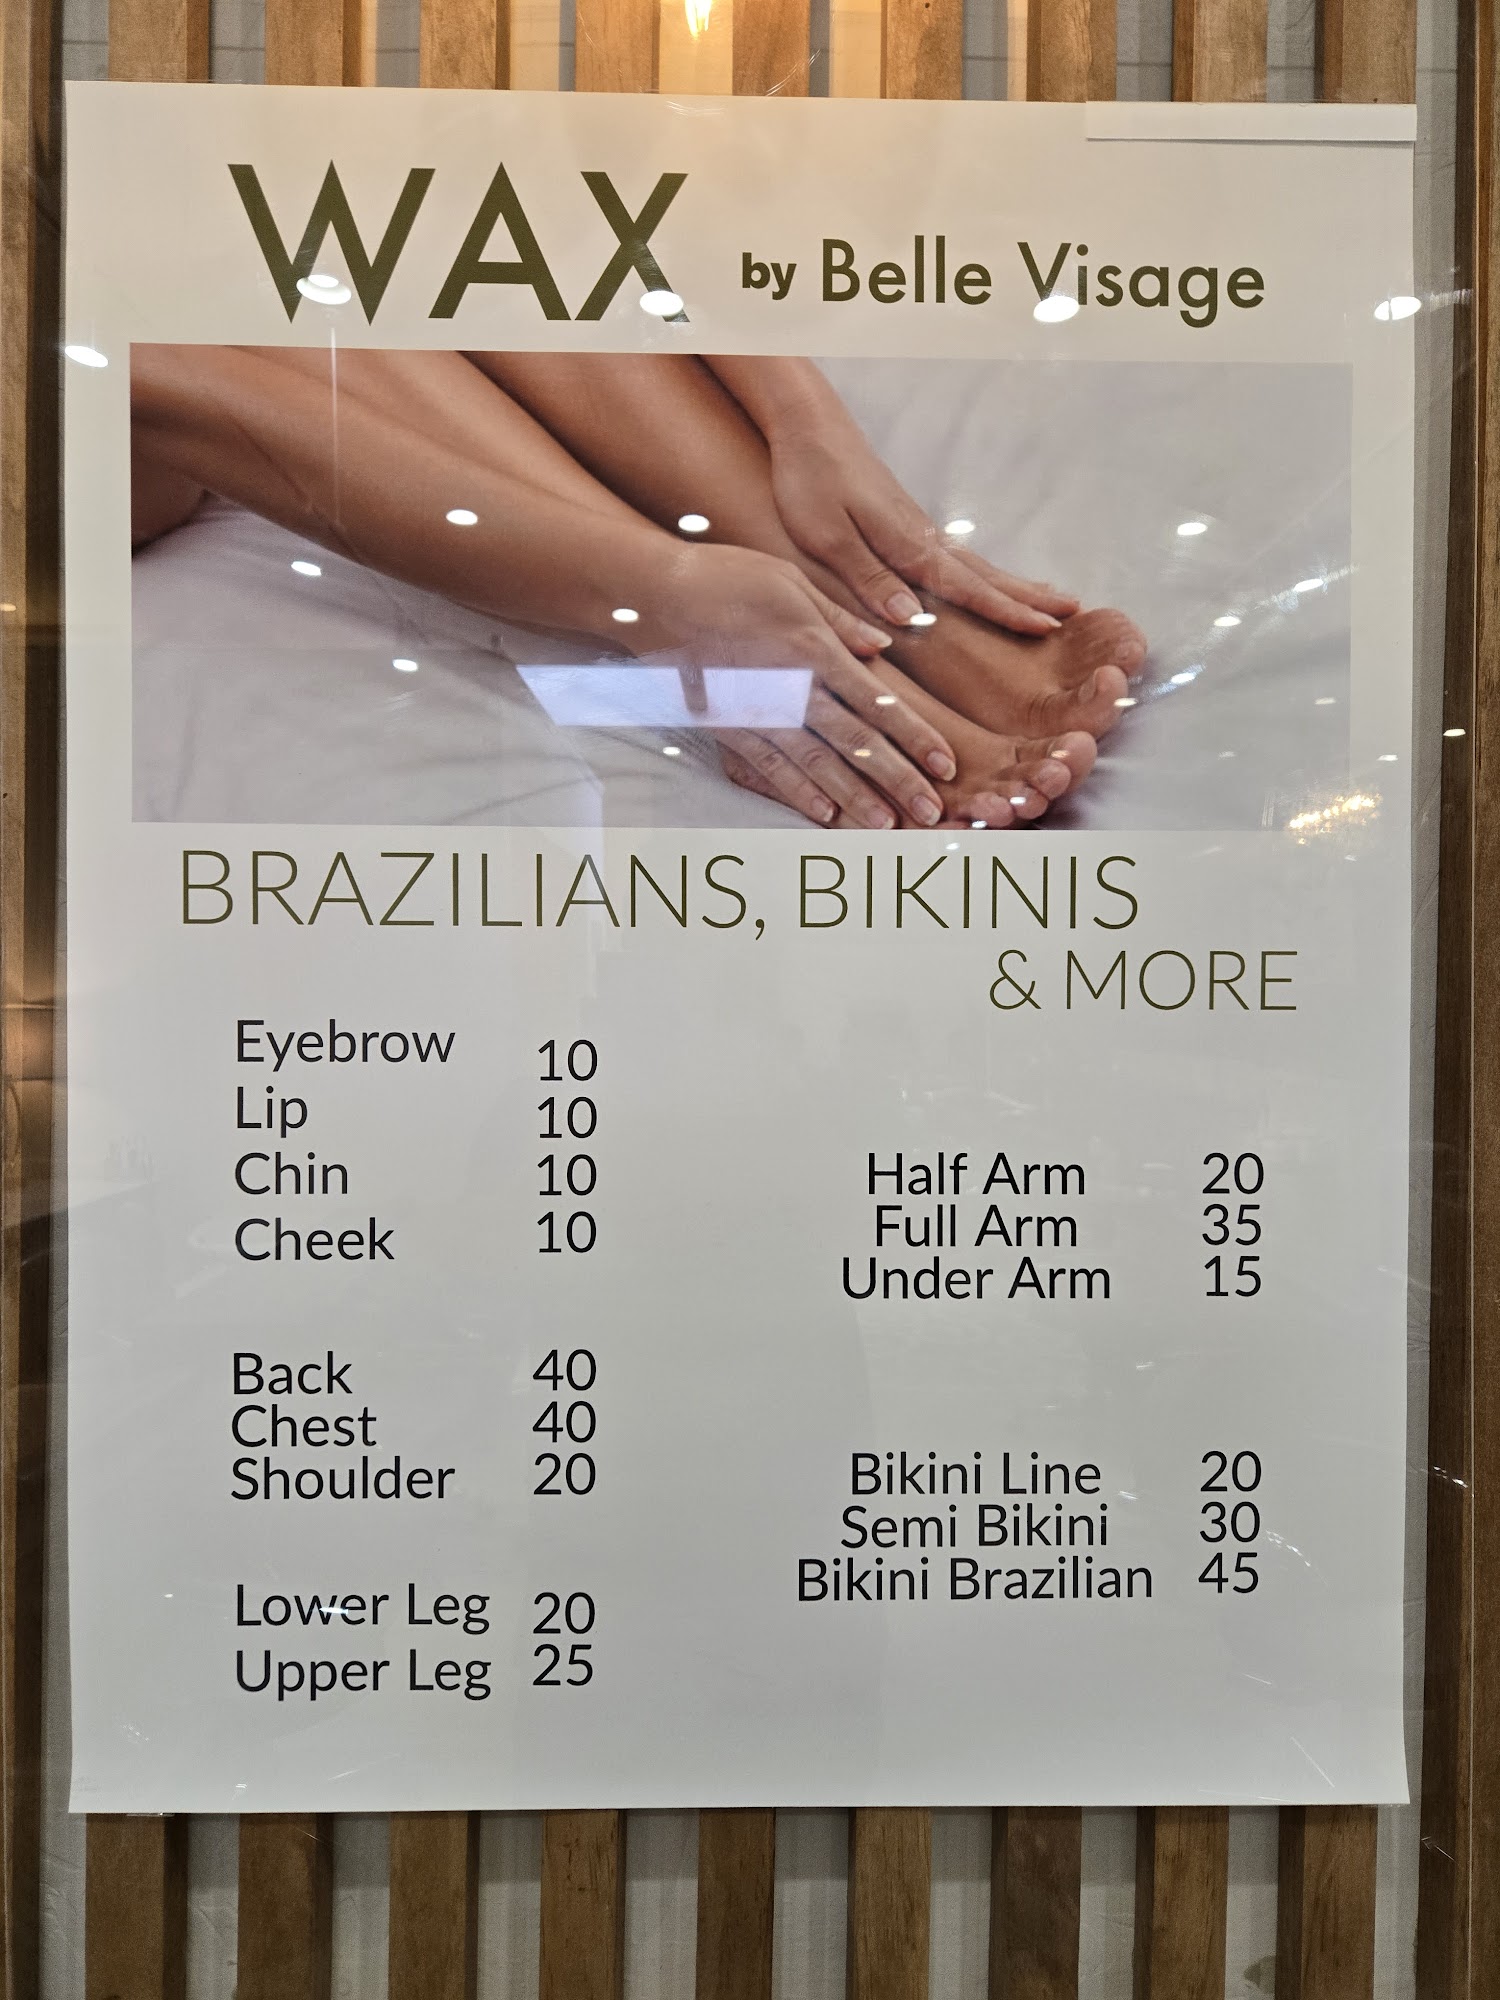 WAX by Belle Visage
BRAZILIANS, BIKINIS
& MORE
Eyebrow 10
Lip 10
Chin 10
Cheek 10
Back 40
Chest 40
Shoulder 20
Lower Leg 20
Upper Leg 25
Half Arm 20
Full Arm 35
Under Arm 15
Bikini Line 20
Semi Bikini 30
Bikini Brazilian 45